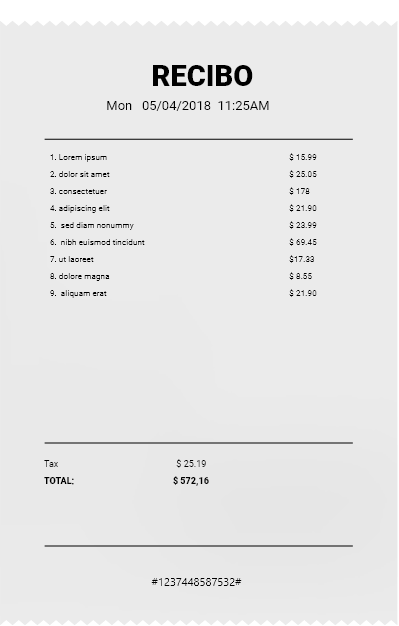 RECIBO
Mon 05/04/2018 11:25AM
1. Lorem ipsum $ 15.99
2. dolor sit amet $ 25.05
3. consectetuer $ 178
4. adipiscing elit $ 21.90
5. sed diam nonummy $ 23.99
6. nibh euismod tincidunt $ 69.45
7. ut laoreet $17.33
8. dolore magna $ 8.55
9. aliquam erat $ 21.90
Tax $ 25.19
TOTAL: $ 572,16
#1237448587532#